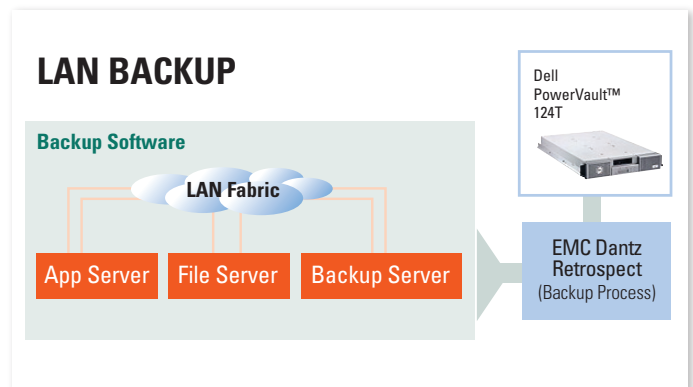 LAN BACKUP
Dell
PowerVault™
124T
Backup Software
LAN Fabric
App Server
File Server
Backup Server
EMC Dantz
Retrospect
(Backup Process)